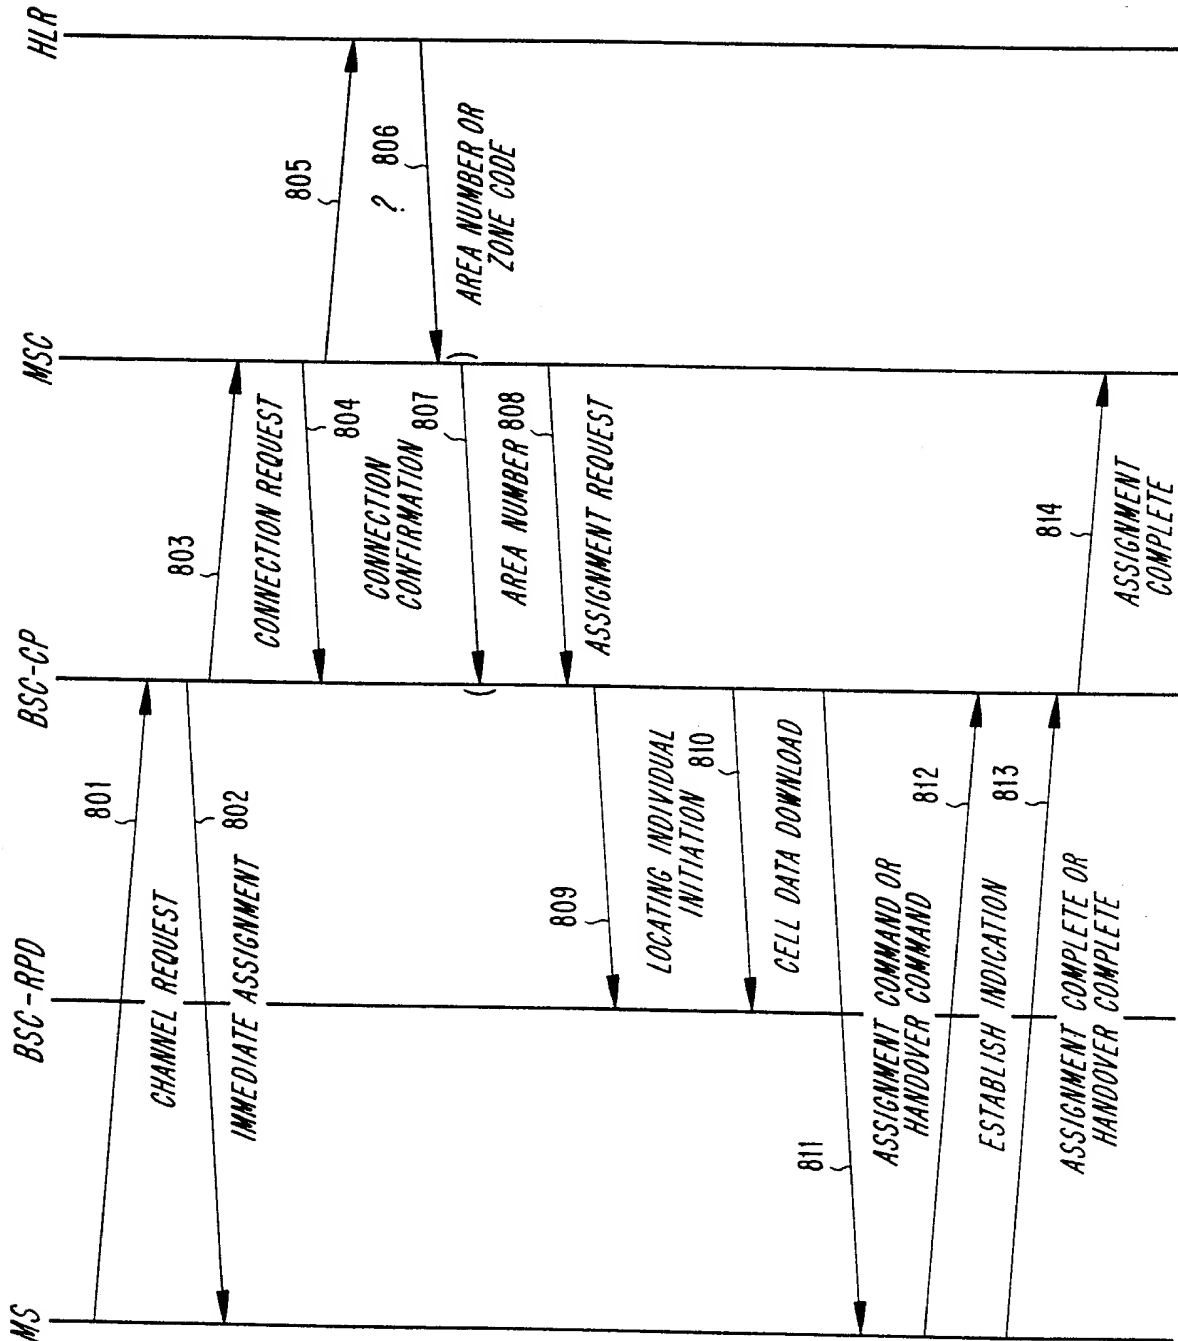 MS
BSC-RPD
BSC-CP
MSC
HLR
801
CHANNEL REQUEST
802
IMMEDIATE ASSIGNMENT
803
CONNECTION REQUEST
804
CONNECTION
CONFIRMATION
805
?
806
AREA NUMBER OR
ZONE CODE
807
AREA NUMBER
808
ASSIGNMENT REQUEST
809
LOCATING INDIVIDUAL
INITIATION
810
CELL DATA DOWNLOAD
811
ASSIGNMENT COMMAND OR
HANDOVER COMMAND
812
ESTABLISH INDICATION
813
ASSIGNMENT COMPLETE OR
HANDOVER COMPLETE
814
ASSIGNMENT
COMPLETE